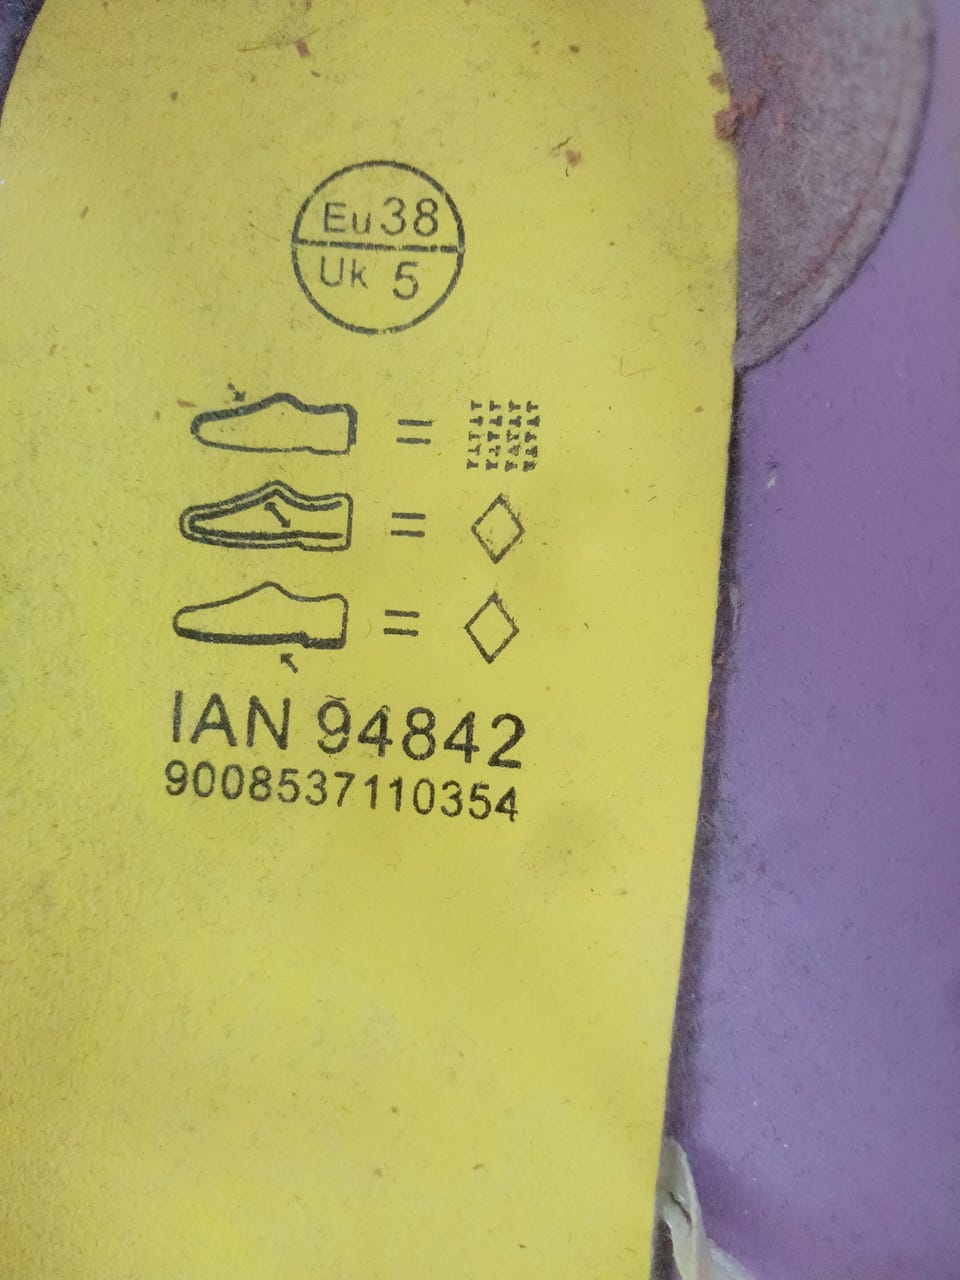 Eu 38
Uk 5
=
=
=
IAN 94842
9008537110354